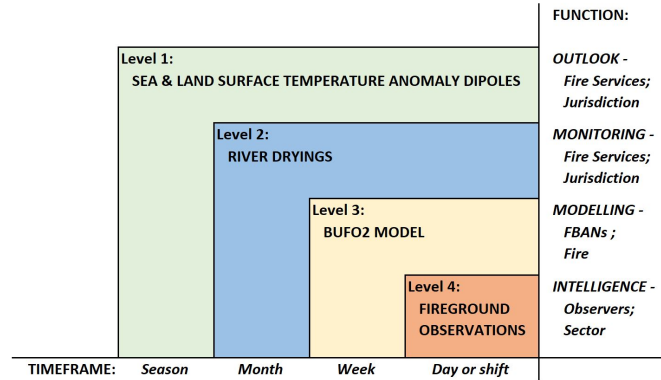 FUNCTION:
Level 1:
SEA & LAND SURFACE TEMPERATURE ANOMALY DIPOLES
OUTLOOK -
Fire Services;
Jurisdiction
Level 2:
RIVER DRYINGS
MONITORING -
Fire Services;
Jurisdiction
Level 3:
BUFO2 MODEL
MODELLING -
FBANs ;
Fire
Level 4:
FIREGROUND
OBSERVATIONS
INTELLIGENCE -
Observers;
Sector
TIMEFRAME: Season Month Week Day or shift